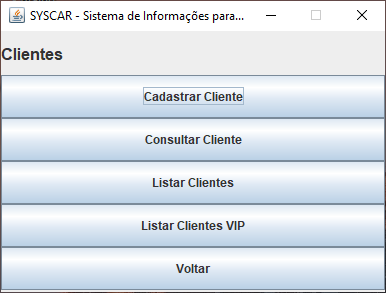 SYSCAR - Sistema de Informações para...
Clientes
Cadastrar Cliente
Consultar Cliente
Listar Clientes
Listar Clientes VIP
Voltar